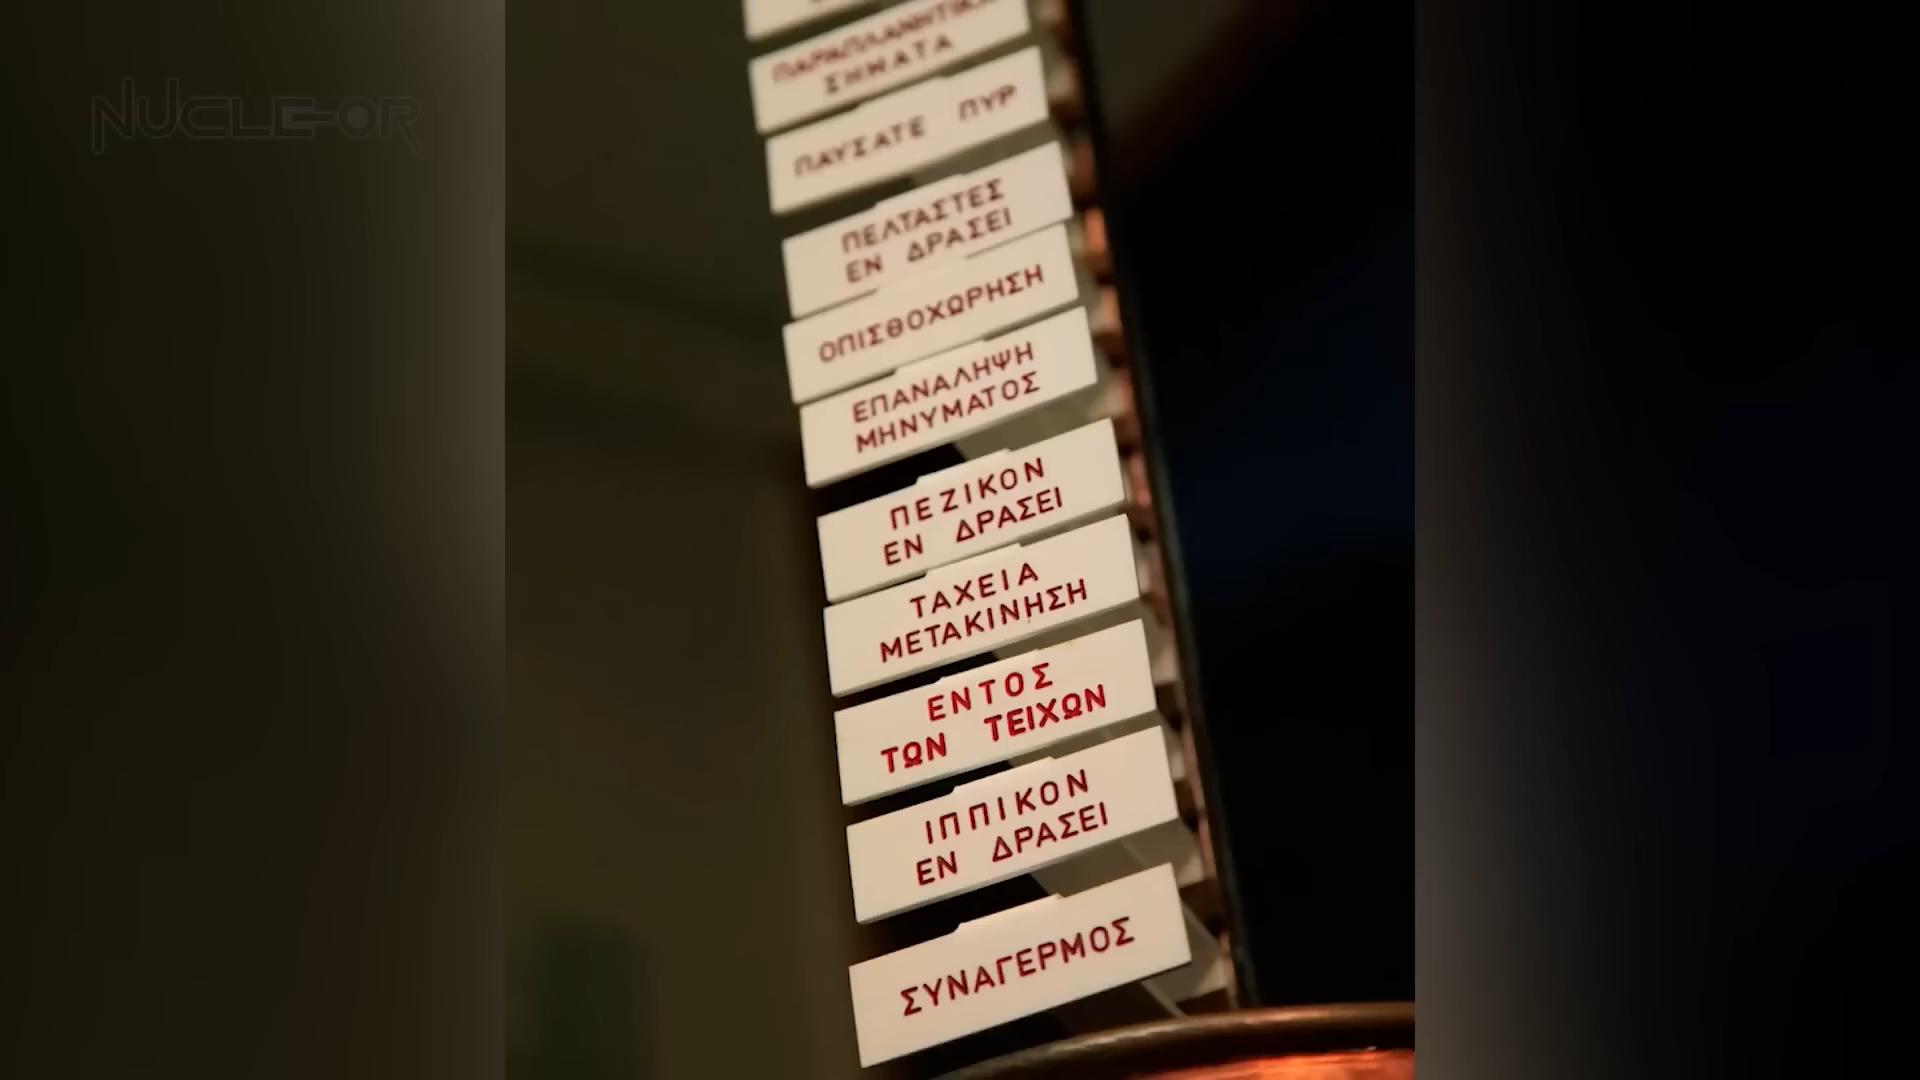 NUCLE-OR
ΠΑΡΑΠΛΑΝΗΤΙΚΑ
ΣΗΜΑΤΑ
ΠΑΥΣΑΤΕ ΠΥΡ
ΠΕΛΤΑΣΤΕΣ
ΕΝ ΔΡΑΣΕΙ
ΟΠΙΣΘΟΧΩΡΗΣΗ
ΕΠΑΝΑΛΗΨΗ
ΜΗΝΥΜΑΤΟΣ
ΠΕΖΙΚΟΝ
ΕΝ ΔΡΑΣΕΙ
ΤΑΧΕΙΑ
ΜΕΤΑΚΙΝΗΣΗ
ΕΝΤΟΣ
ΤΩΝ ΤΕΙΧΩΝ
ΙΠΠΙΚΟΝ
ΕΝ ΔΡΑΣΕΙ
ΣΥΝΑΓΕΡΜΟΣ